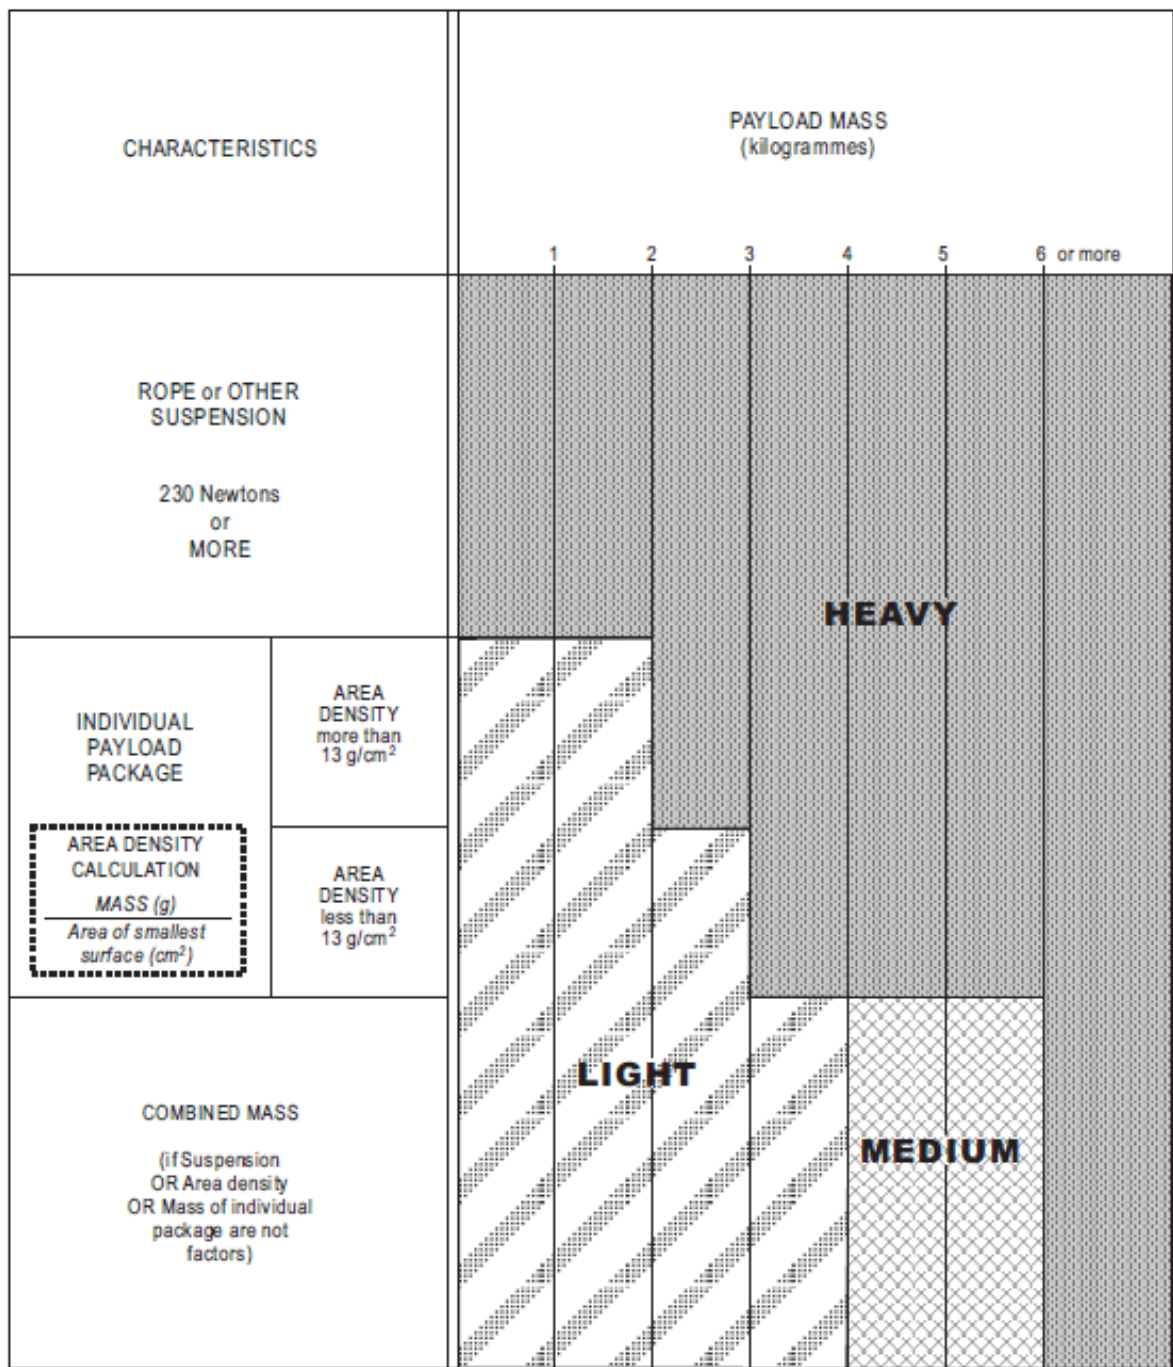 CHARACTERISTICS
PAYLOAD MASS
(kilogrammes)
1 2 3 4 5 6 or more
ROPE or OTHER
SUSPENSION
230 Newtons
or
MORE
HEAVY
INDIVIDUAL
PAYLOAD
PACKAGE
AREA
DENSITY
more than
13 g/cm²
AREA DENSITY
CALCULATION
MASS (g)
Area of smallest
surface (cm²)
AREA
DENSITY
less than
13 g/cm²
COMBINED MASS
(if Suspension
OR Area density
OR Mass of individual
package are not
factors)
LIGHT
MEDIUM